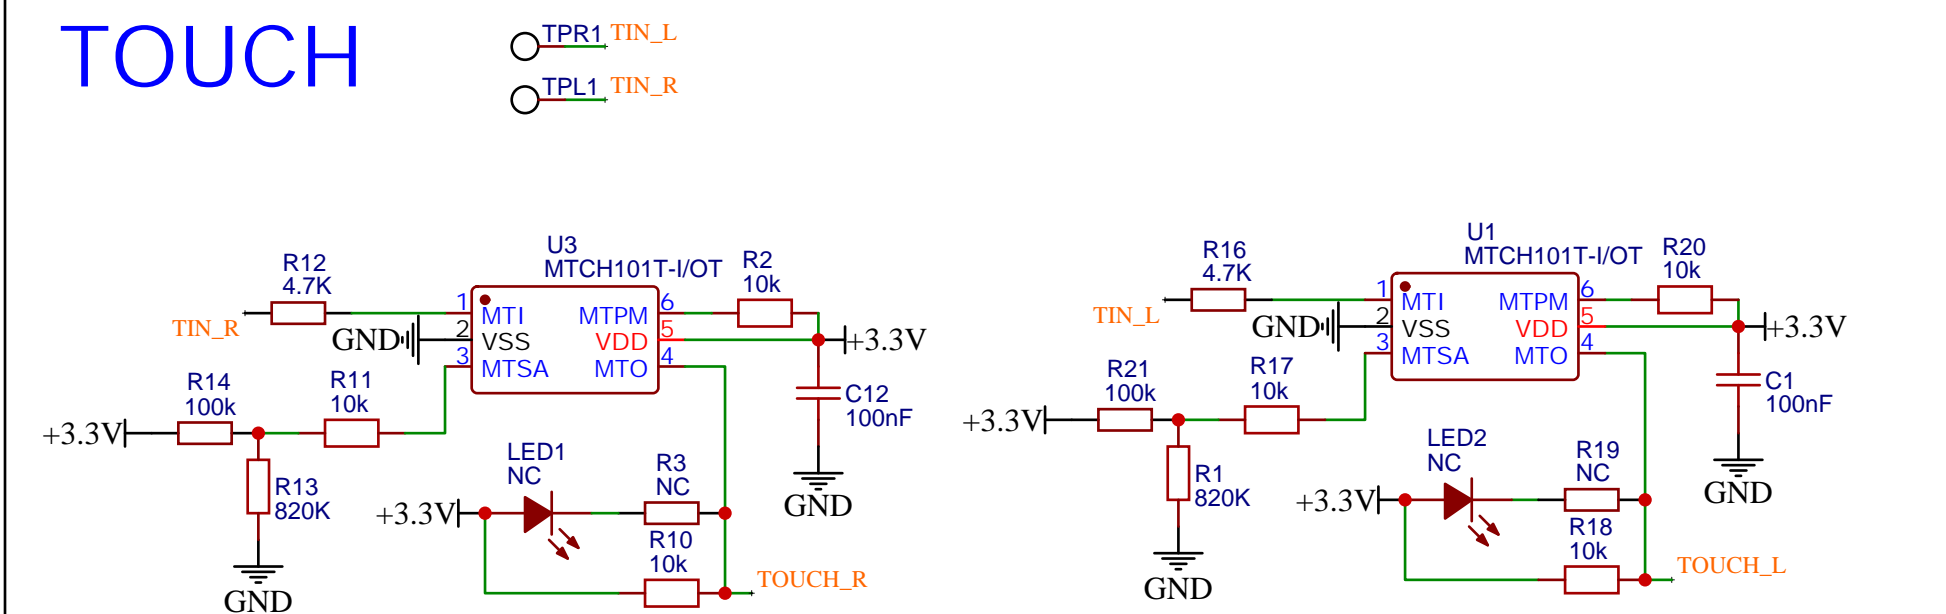 TOUCH
TPR1 TIN_L
TPL1 TIN_R
U3
MTCH101T-I/OT
R12
4.7K
R2
10k
TIN_R
1 MTI
GND 2 VSS
3 MTSA
MTPM 6
VDD 5
MTO 4
+3.3V
C12
100nF
GND
R14
100k
R11
10k
+3.3V
R13
820K
GND
LED1
NC
R3
NC
+3.3V
R10
10k
TOUCH_R
U1
MTCH101T-I/OT
R16
4.7K
R20
10k
TIN_L
1 MTI
GND 2 VSS
3 MTSA
MTPM 6
VDD 5
MTO 4
+3.3V
C1
100nF
GND
R21
100k
R17
10k
+3.3V
R1
820K
GND
LED2
NC
R19
NC
+3.3V
R18
10k
TOUCH_L